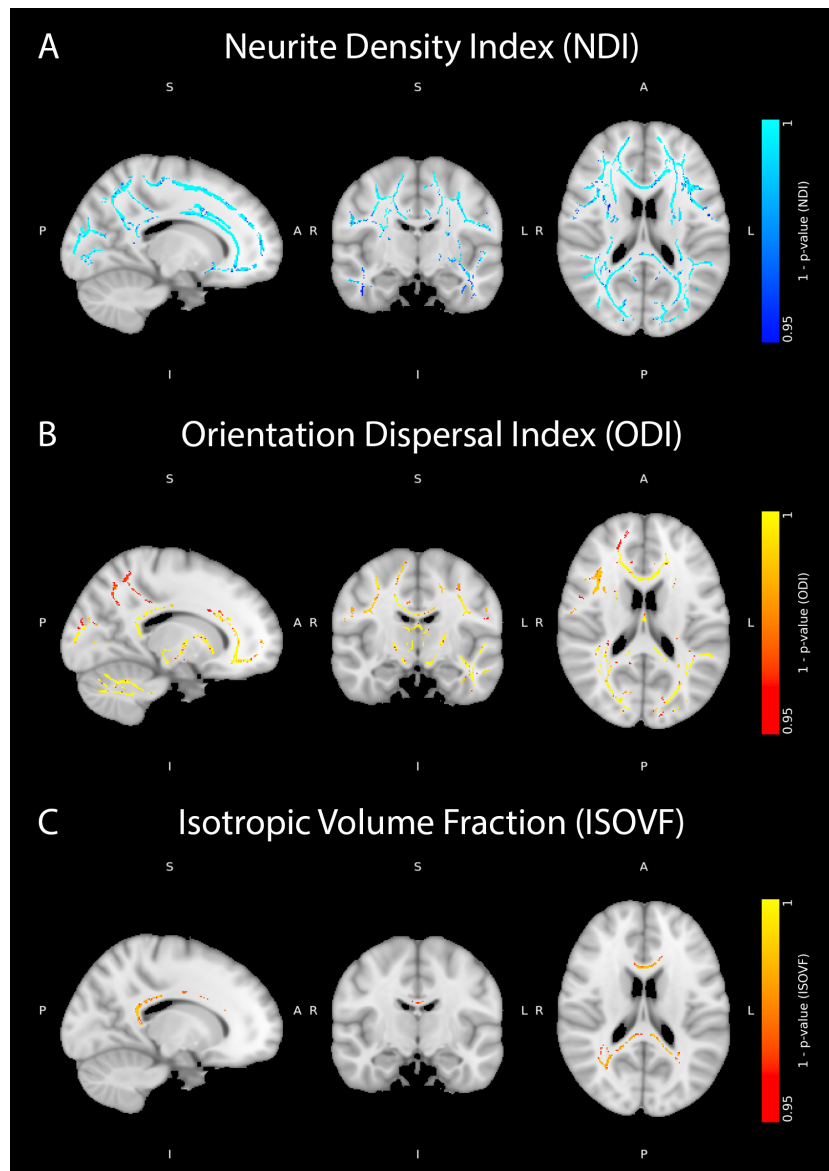 A Neurite Density Index (NDI)
S S A
P A R L R L
I I P
1
1 - p-value (NDI)
0.95
B Orientation Dispersal Index (ODI)
S S A
P A R L R L
I I P
1
1 - p-value (ODI)
0.95
C Isotropic Volume Fraction (ISOVF)
S S A
P A R L R L
I I P
1
1 - p-value (ISOVF)
0.95